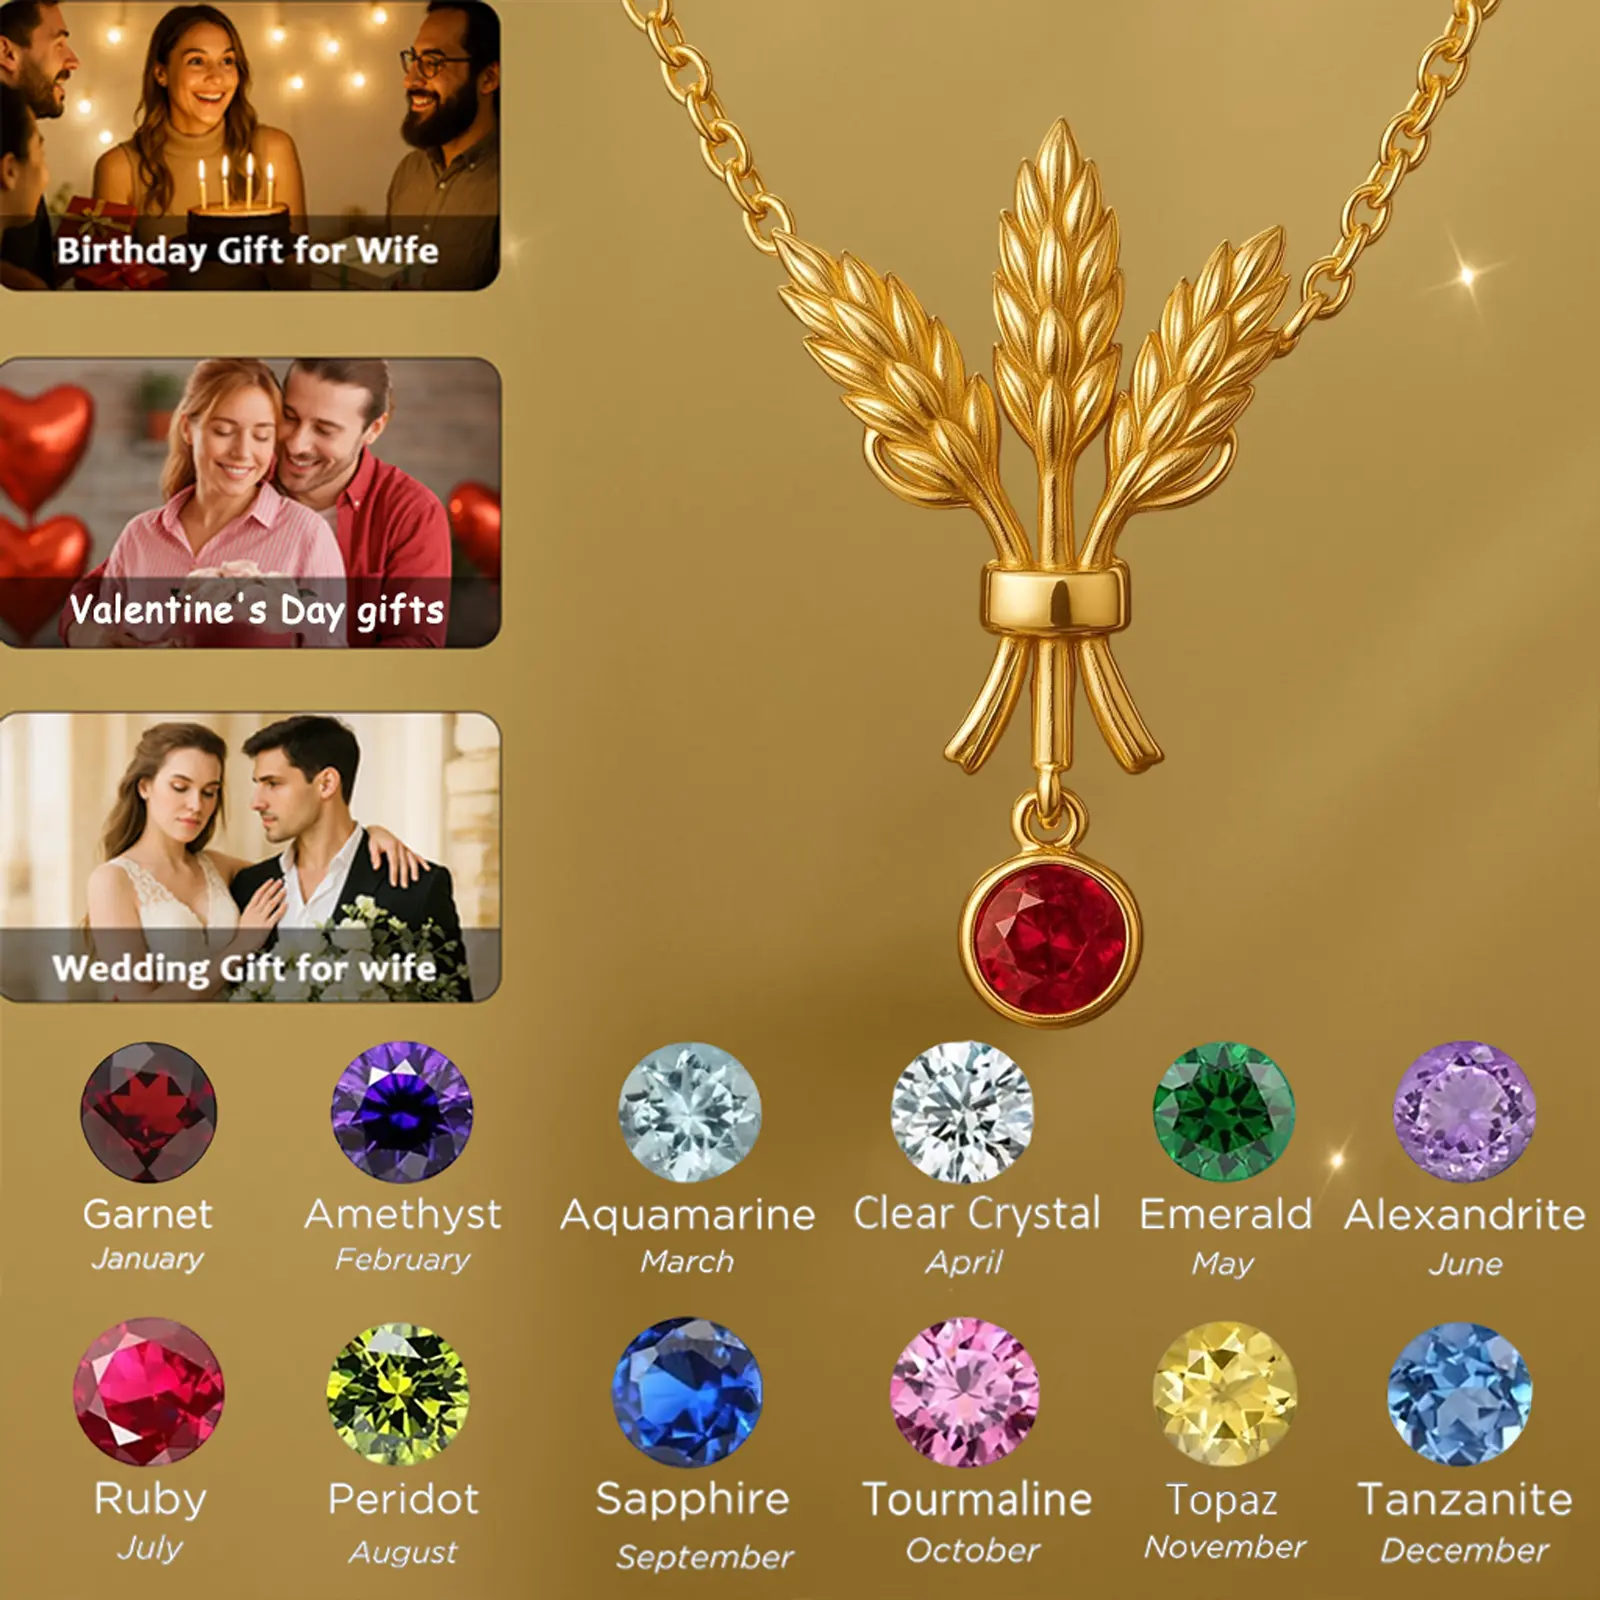 Birthday Gift for Wife
Valentine's Day gifts
Wedding Gift for wife
Garnet
January
Amethyst
February
Aquamarine
March
Clear Crystal
April
Emerald
May
Alexandrite
June
Ruby
July
Peridot
August
Sapphire
September
Tourmaline
October
Topaz
November
Tanzanite
December